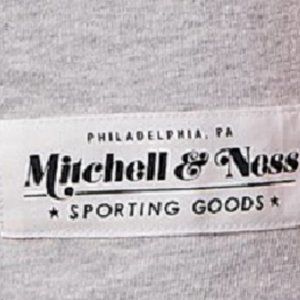 PHILADELPHIA, PA
Mitchell & Ness
★ SPORTING GOODS ★